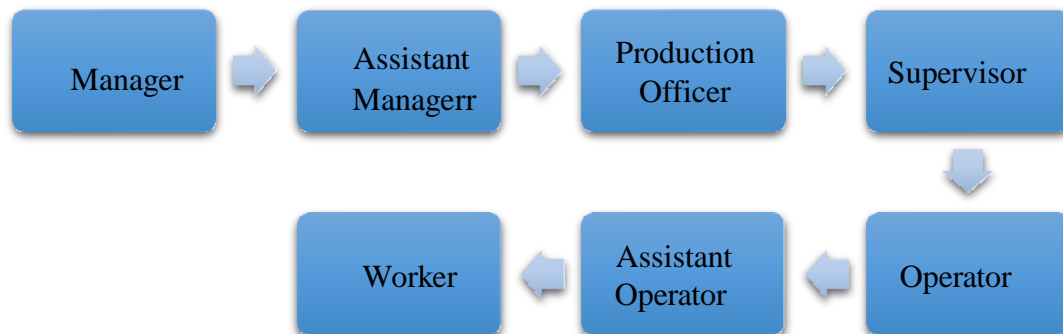 Manager
Assistant
Managerr
Production
Officer
Supervisor
Operator
Assistant
Operator
Worker